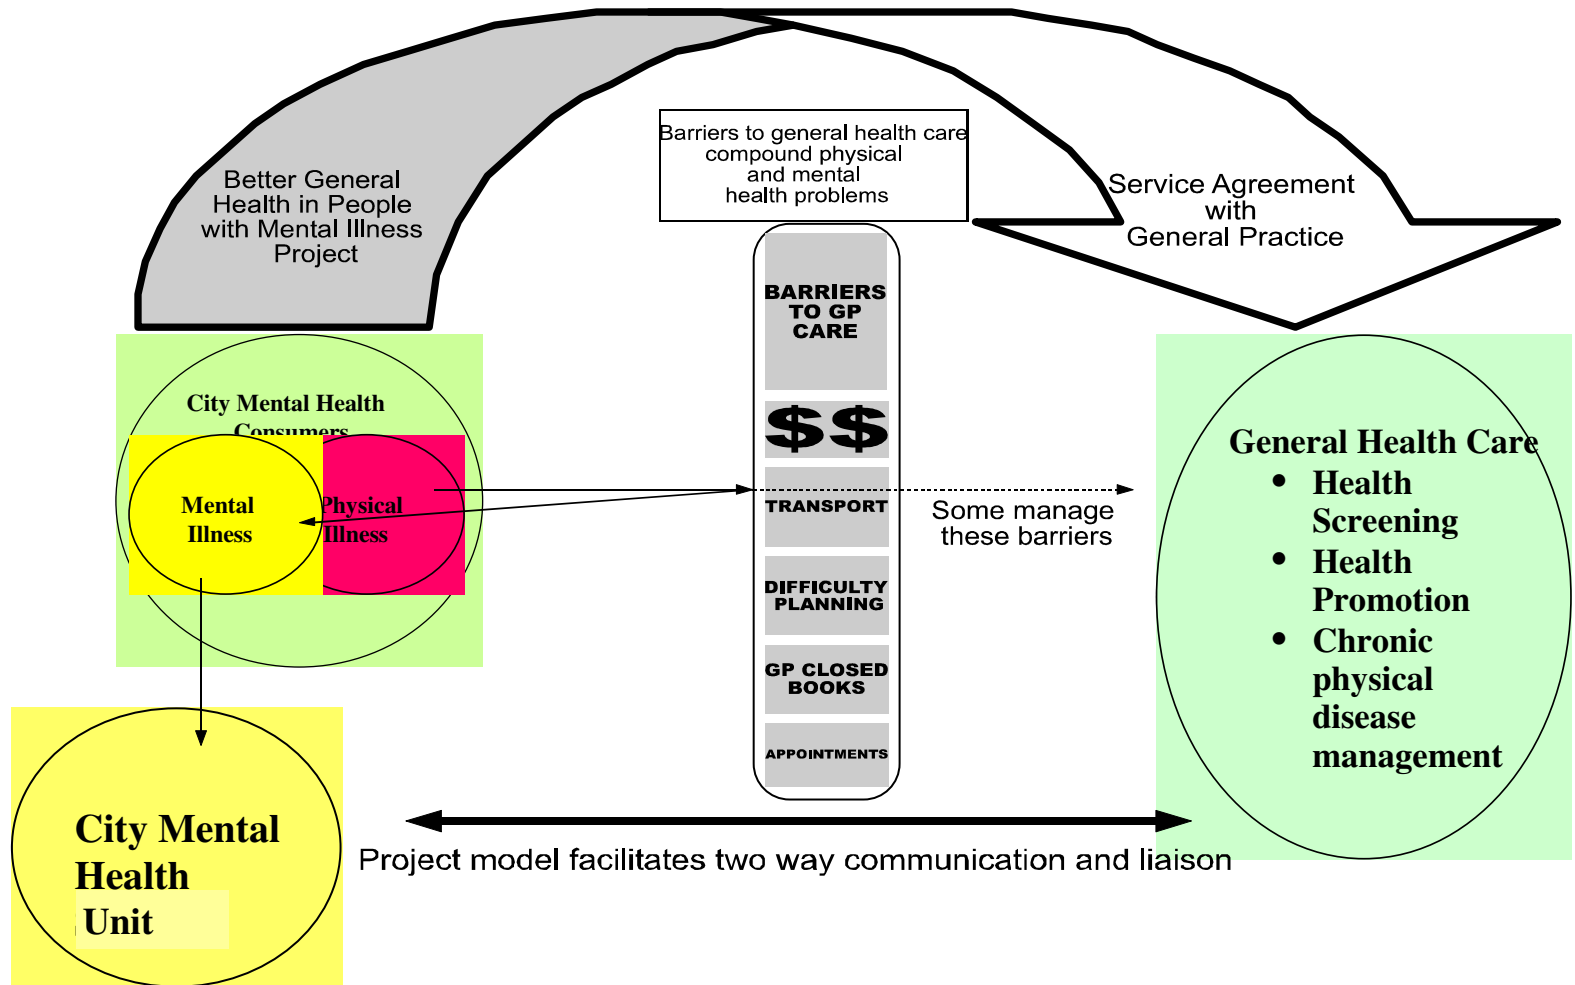 Barriers to general health care
compound physical
and mental
health problems
Better General
Health in People
with Mental Illness
Project
Service Agreement
with
General Practice
BARRIERS
TO GP
CARE
$$
TRANSPORT
DIFFICULTY
PLANNING
GP CLOSED
BOOKS
APPOINTMENTS
City Mental Health
Consumers
Mental
Illness
Physical
Illness
Some manage
these barriers
General Health Care
• Health
Screening
• Health
Promotion
• Chronic
physical
disease
management
City Mental
Health
Unit
Project model facilitates two way communication and liaison